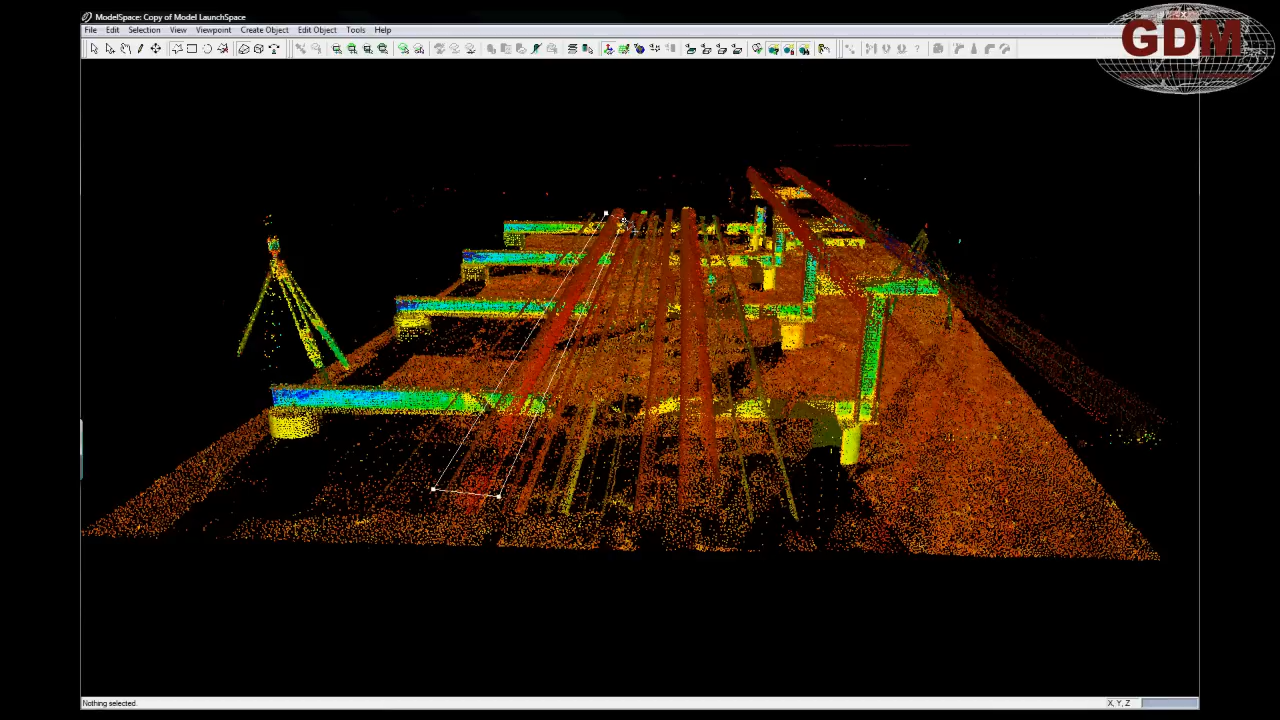 ModelSpace: Copy of Model LaunchSpace
File Edit Selection View Viewpoint Create Object Edit Object Tools Help
GDM
Nothing selected.
X, Y, Z